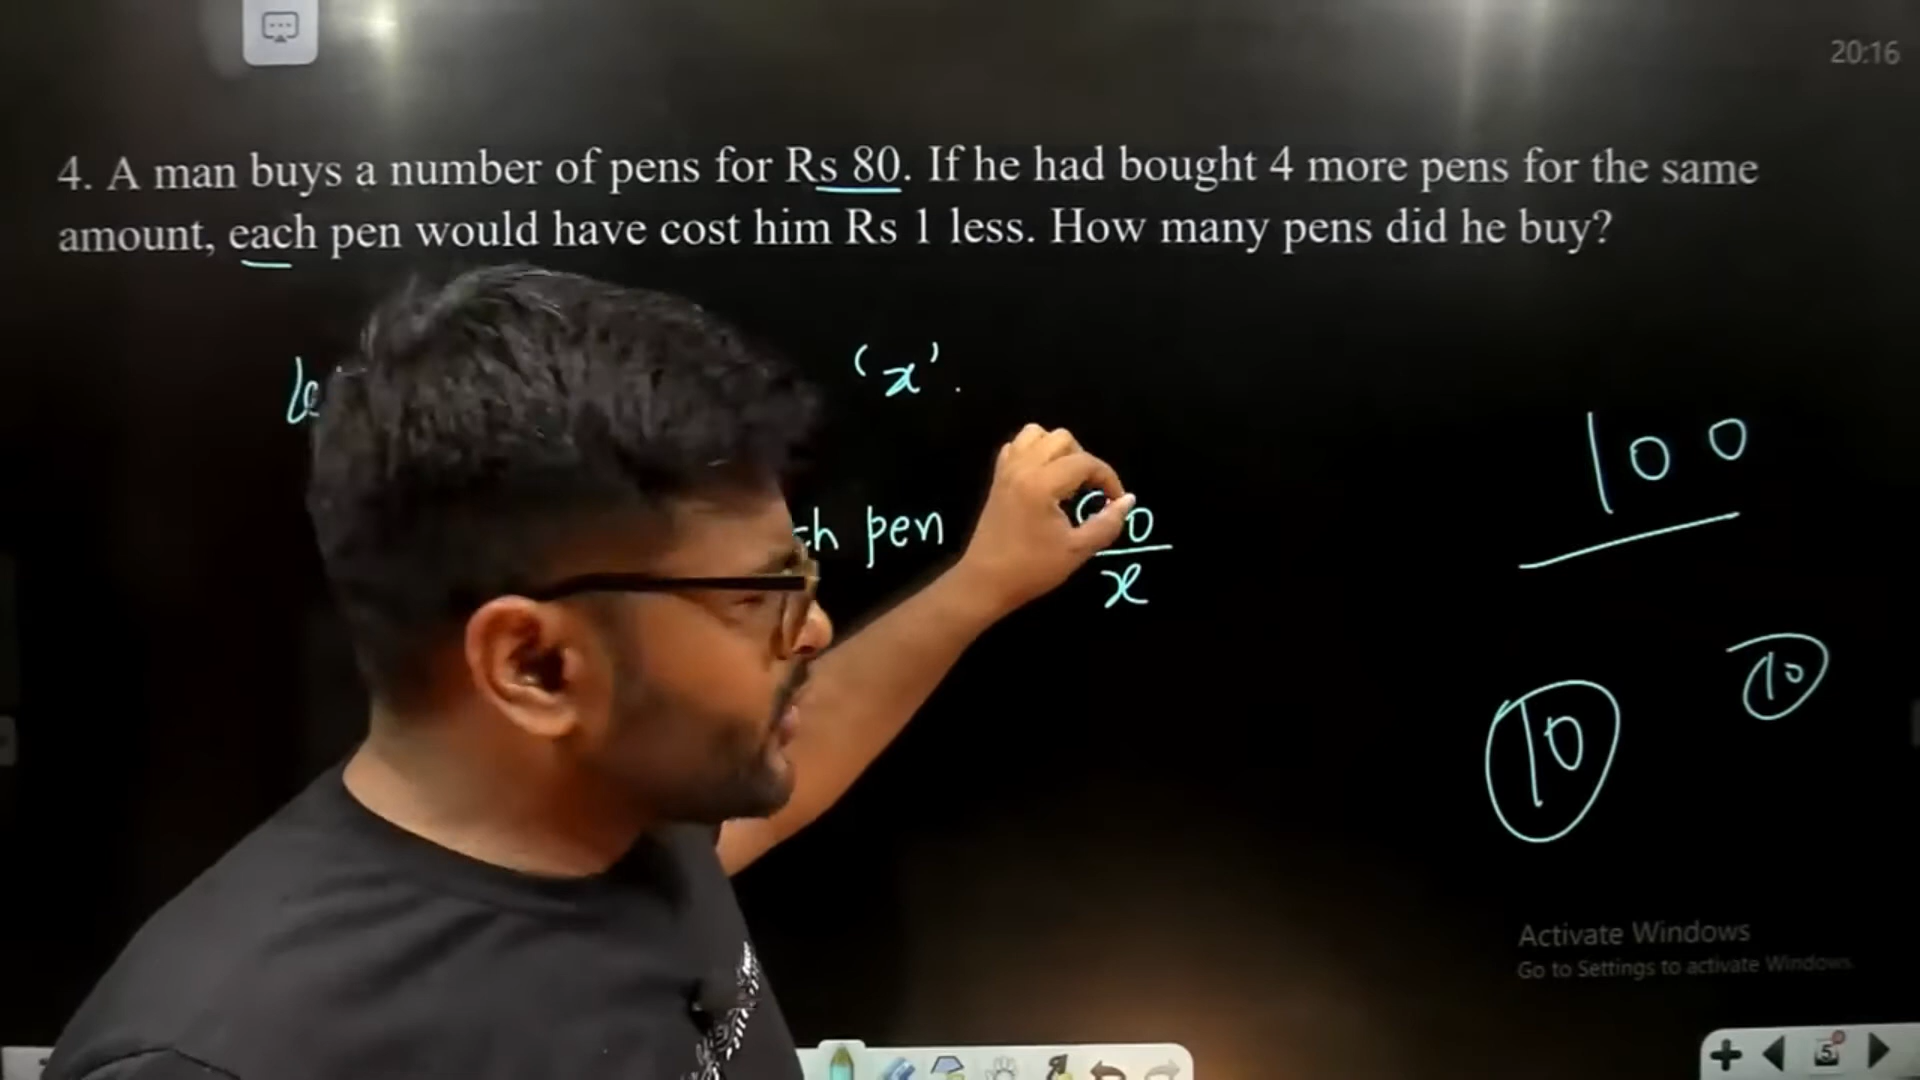 20:16
4. A man buys a number of pens for Rs 80. If he had bought 4 more pens for the same
amount, each pen would have cost him Rs 1 less. How many pens did he buy?
'x'.
100
pen
x
10
10
Activate Windows
Go to Settings to activate Windows.
5